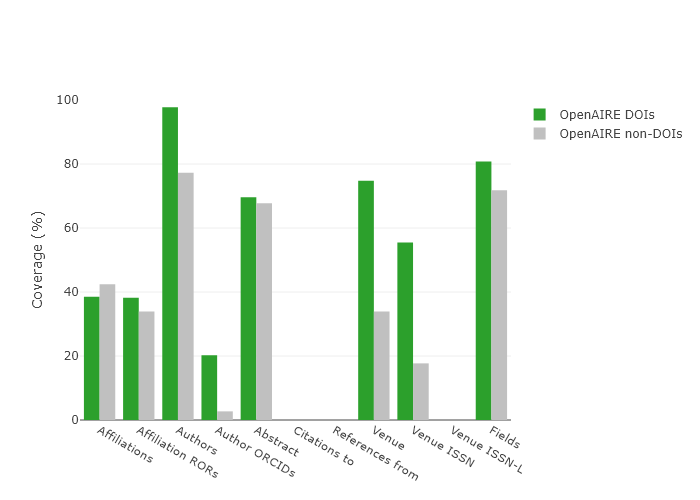 100
80
60
40
20
0
Coverage (%)
Affiliations
Affiliation RORs
Authors
Author ORCIDs
Abstract
Citations to
References from
Venue
Venue ISSN
Venue ISSN-L
Fields
OpenAIRE DOIs
OpenAIRE non-DOIs